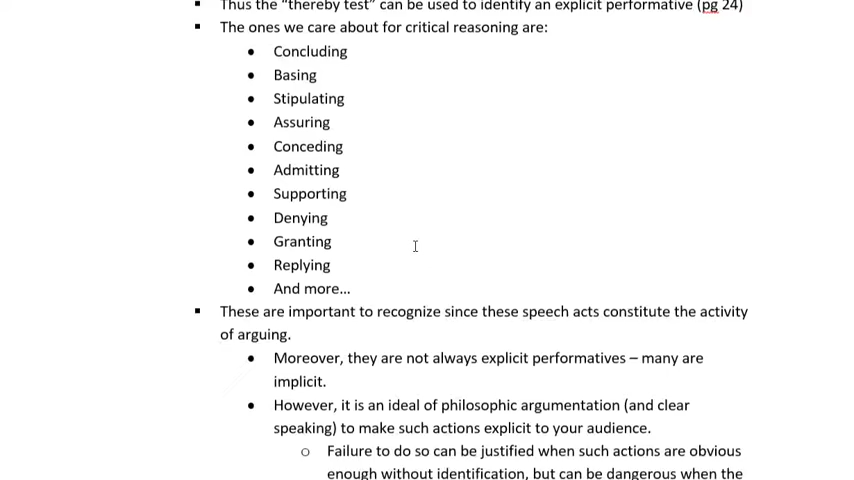 ▪ Thus the "thereby test" can be used to identify an explicit performative (pg 24)
▪ The ones we care about for critical reasoning are:
• Concluding
• Basing
• Stipulating
• Assuring
• Conceding
• Admitting
• Supporting
• Denying
• Granting
• Replying
• And more...
▪ These are important to recognize since these speech acts constitute the activity
of arguing.
• Moreover, they are not always explicit performatives – many are
implicit.
• However, it is an ideal of philosophic argumentation (and clear
speaking) to make such actions explicit to your audience.
o Failure to do so can be justified when such actions are obvious
enough without identification, but can be dangerous when the